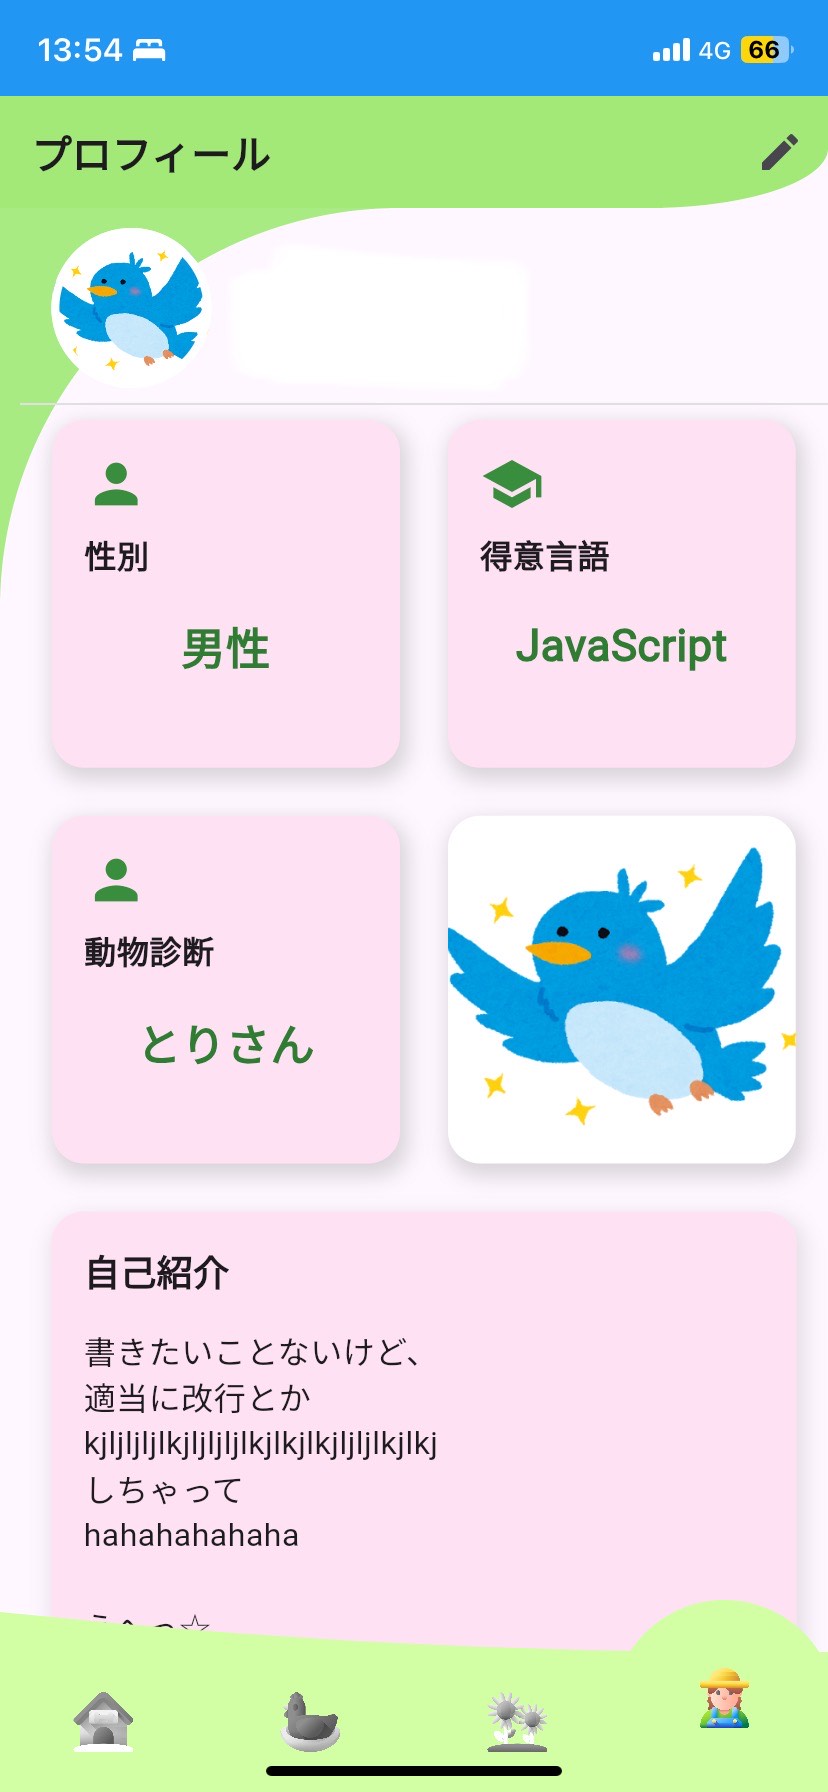 13:54 4G 66
プロフィール
性別
男性
得意言語
JavaScript
動物診断
とりさん
自己紹介
書きたいことないけど、
適当に改行とか
kjljljljlkjljljljlkjlkjlkjljljlkjlkj
しちゃって
hahahahahaha